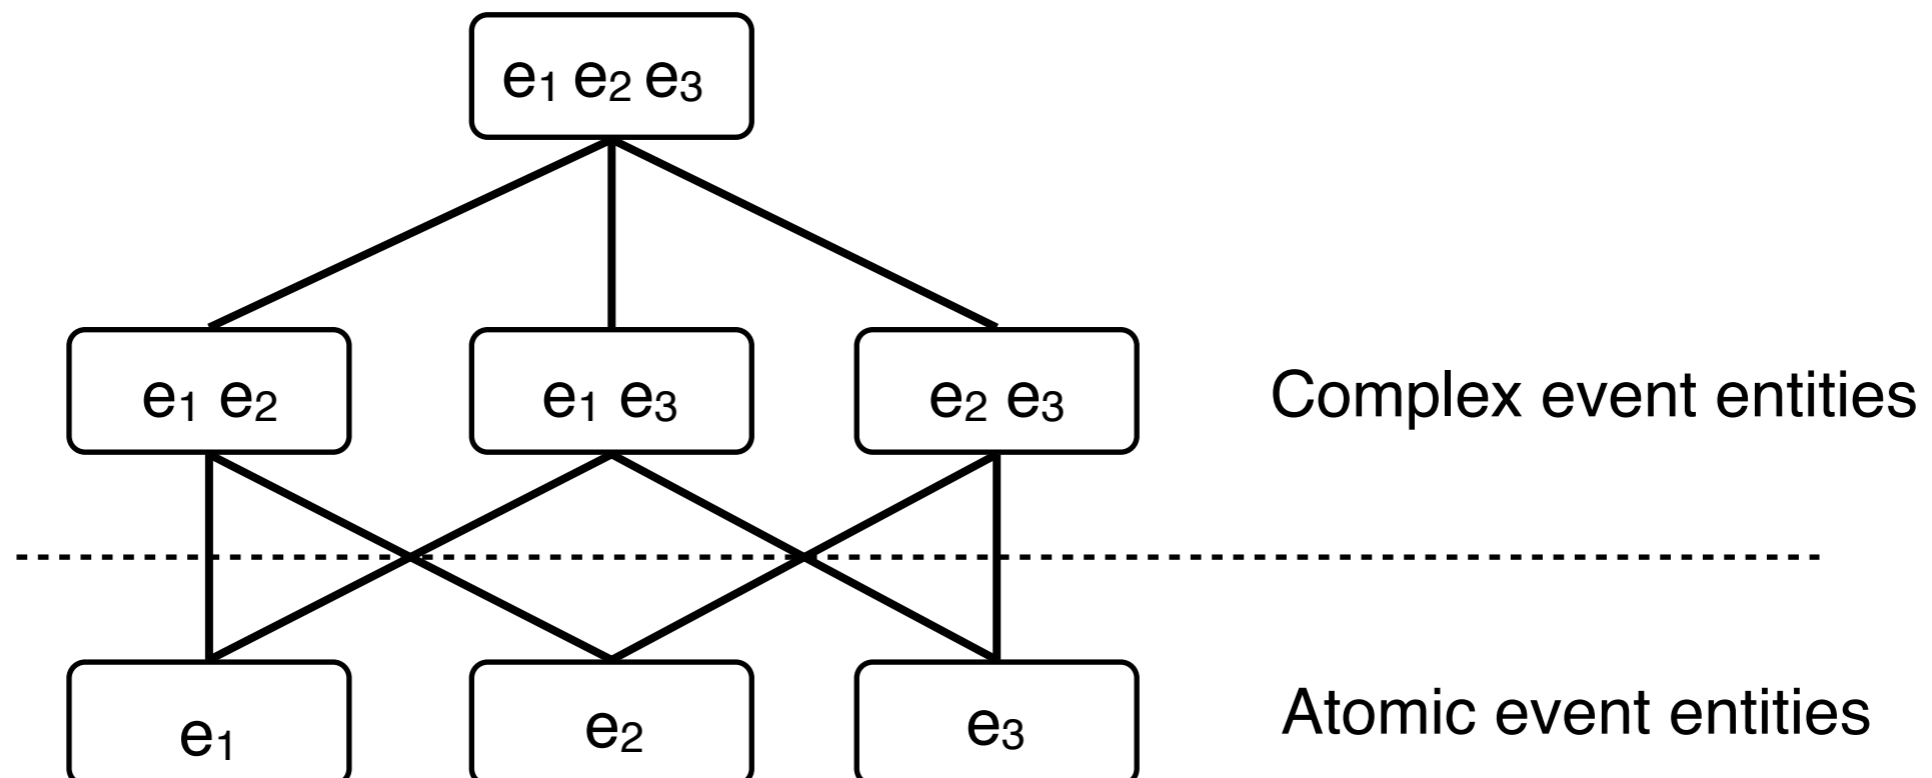 e₁ e₂ e₃
e₁ e₂
e₁ e₃
e₂ e₃
Complex event entities
e₁
e₂
e₃
Atomic event entities